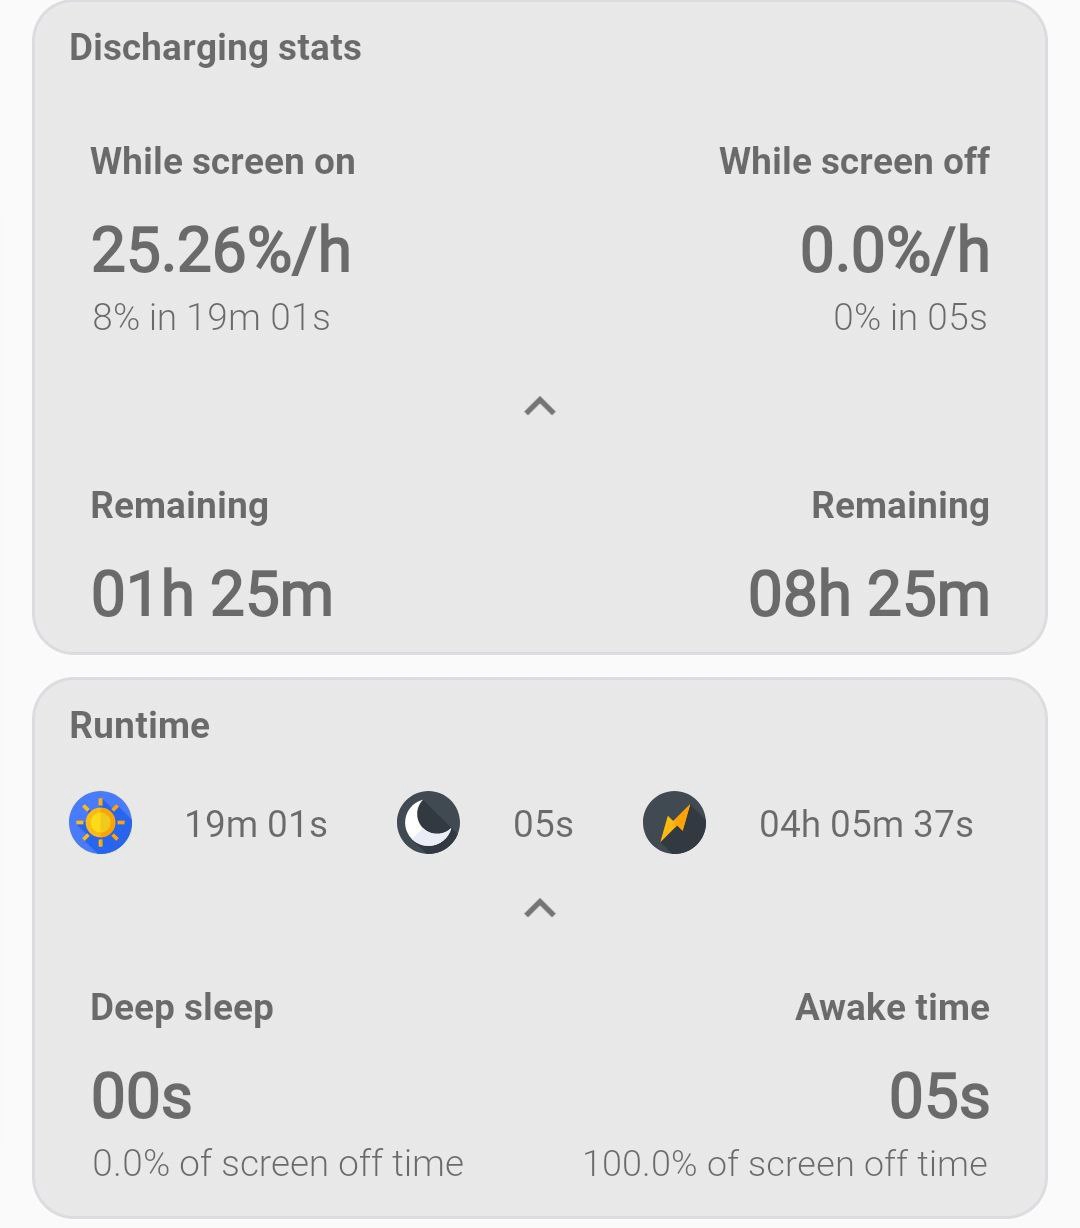 Discharging stats
While screen on While screen off
25.26%/h 0.0%/h
8% in 19m 01s 0% in 05s
Remaining Remaining
01h 25m 08h 25m
Runtime
19m 01s 05s 04h 05m 37s
Deep sleep Awake time
00s 05s
0.0% of screen off time 100.0% of screen off time